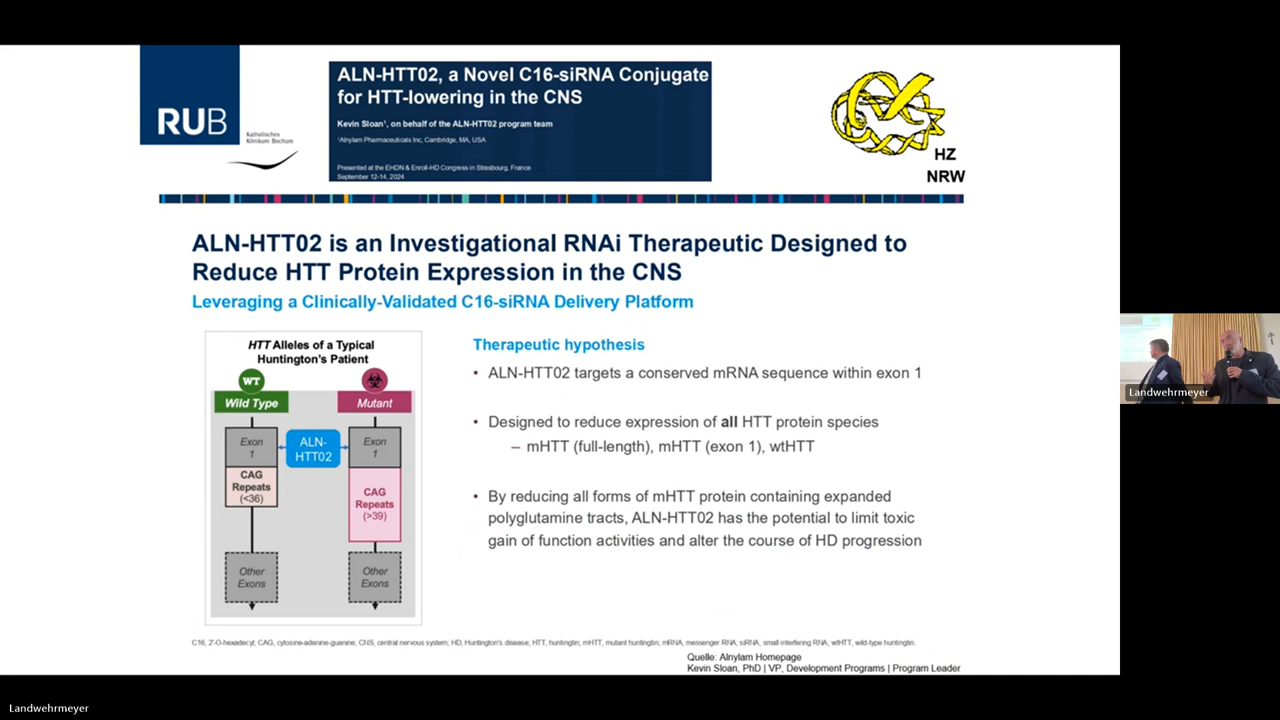 RUB
Katholisches
Klinikum Bochum
ALN-HTT02, a Novel C16-siRNA Conjugate
for HTT-lowering in the CNS
Kevin Sloan¹, on behalf of the ALN-HTT02 program team
¹Alnylam Pharmaceuticals Inc, Cambridge, MA, USA
Presented at the EHDN & Enroll-HD Congress in Strasbourg, France
September 12-14, 2024
HZ
NRW
ALN-HTT02 is an Investigational RNAi Therapeutic Designed to
Reduce HTT Protein Expression in the CNS
Leveraging a Clinically-Validated C16-siRNA Delivery Platform
HTT Alleles of a Typical
Huntington's Patient
WT
Wild Type
Mutant
Exon
1
ALN-
HTT02
Exon
1
CAG
Repeats
(<36)
CAG
Repeats
(>39)
Other
Exons
Other
Exons
Therapeutic hypothesis
• ALN-HTT02 targets a conserved mRNA sequence within exon 1
• Designed to reduce expression of all HTT protein species
– mHTT (full-length), mHTT (exon 1), wtHTT
• By reducing all forms of mHTT protein containing expanded
polyglutamine tracts, ALN-HTT02 has the potential to limit toxic
gain of function activities and alter the course of HD progression
C16, 2'-O-hexadecyl; CAG, cytosine-adenine-guanine; CNS, central nervous system; HD, Huntington's disease; HTT, huntingtin; mHTT, mutant huntingtin; mRNA, messenger RNA; siRNA, small interfering RNA; wtHTT, wild-type huntingtin.
Quelle: Alnylam Homepage
Kevin Sloan, PhD | VP, Development Programs | Program Leader
Landwehrmeyer
Landwehrmeyer